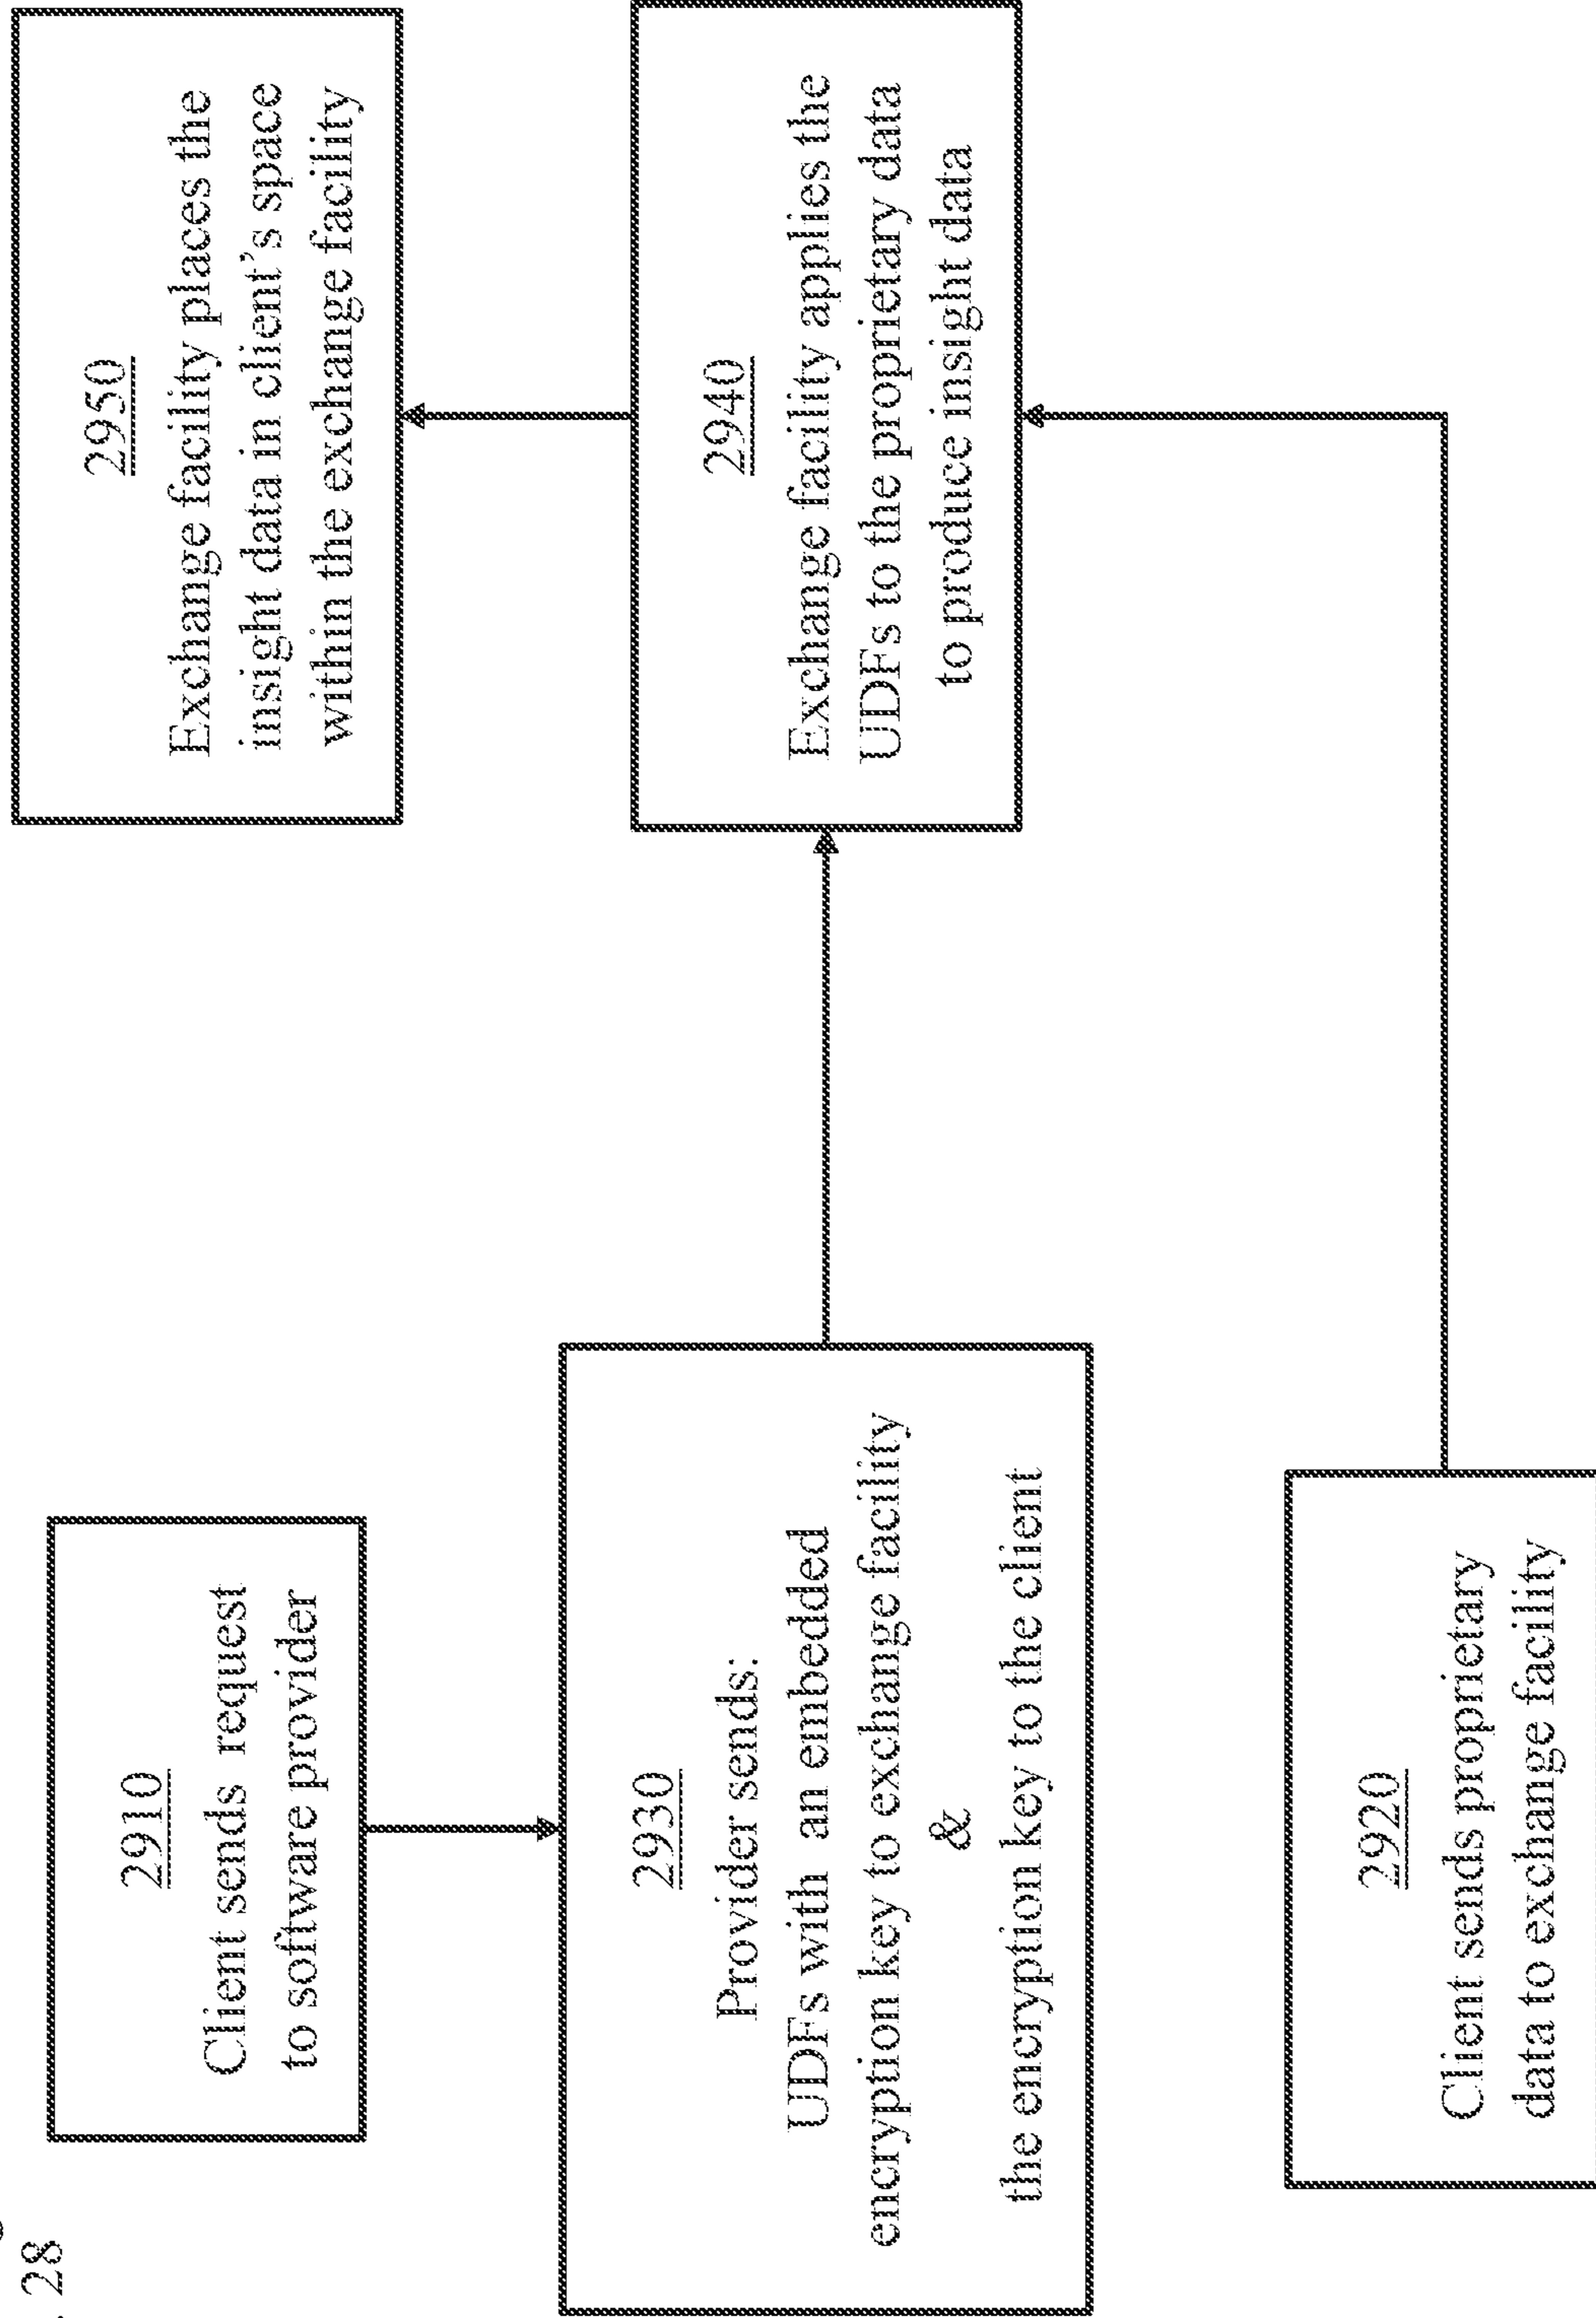 . 28
2910
Client sends request
to software provider
2930
Provider sends:
UDFs with an embedded
encryption key to exchange facility
&
the encryption key to the client
2920
Client sends proprietary
data to exchange facility
2950
Exchange facility places the
insight data in client's space
within the exchange facility
2940
Exchange facility applies the
UDFs to the proprietary data
to produce insight data